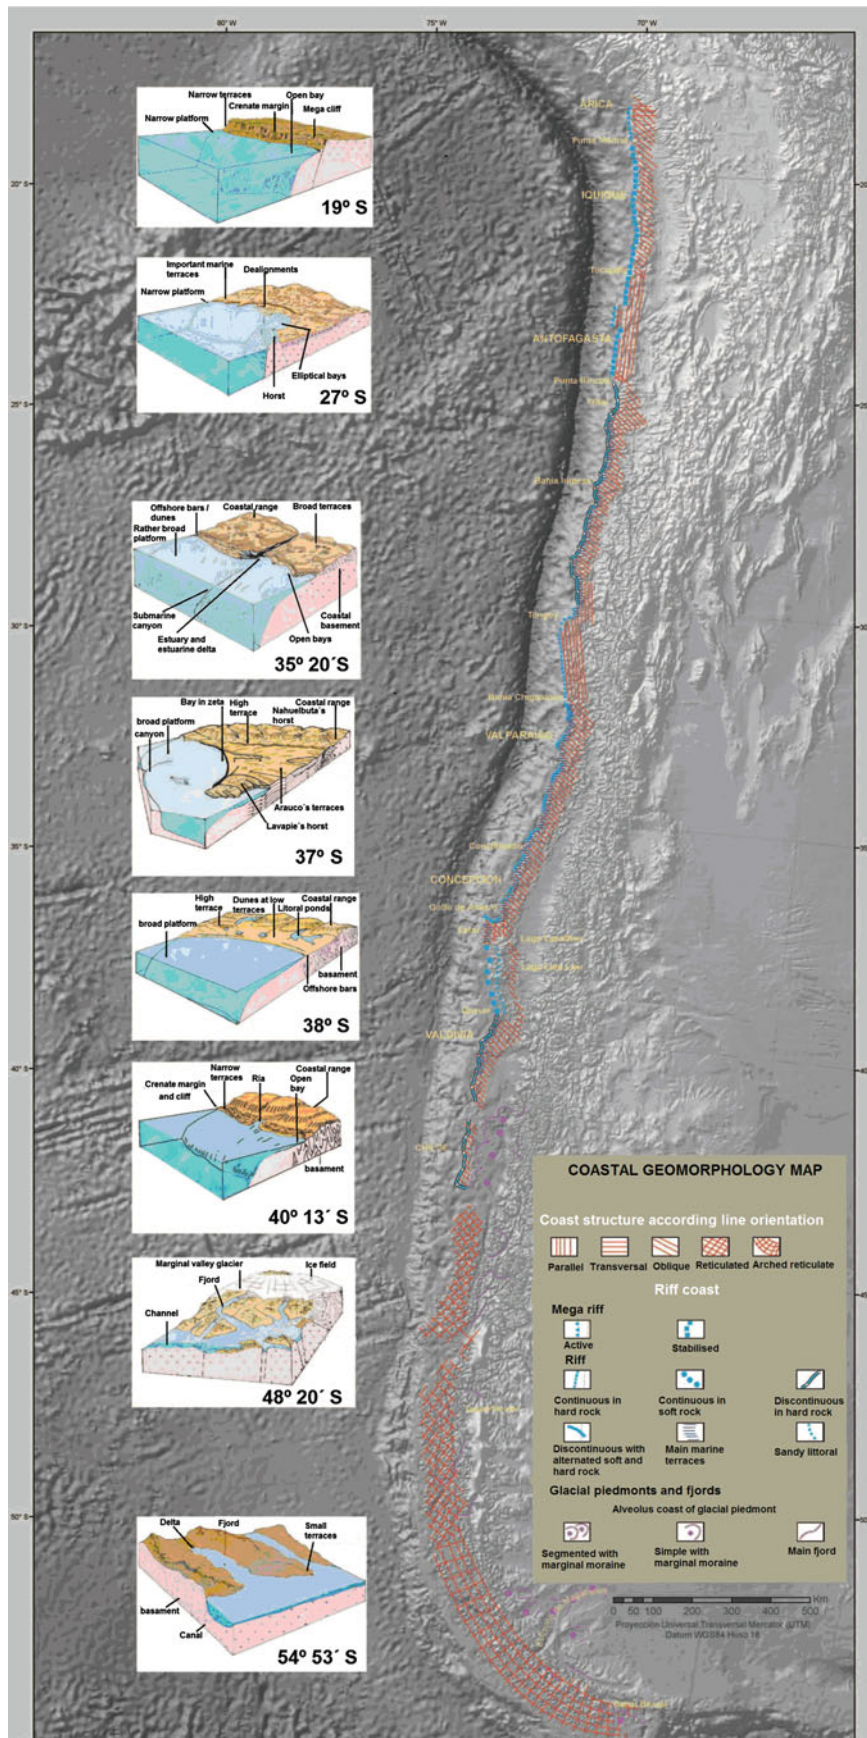 80° W
75° W
70° W
Narrow terraces
Open bay
Crenate margin
Mega cliff
Narrow platform
19º S
Important marine
terraces
Dealignments
Narrow platform
Elliptical bays
Horst
27º S
Offshore bars /
dunes
Coastal range
Broad terraces
Rather broad
platform
Submarine
canyon
Estuary and
estuarine delta
Open bays
Coastal
basement
35º 20´S
Bay in zeta
High
terrace
Coastal range
Nahuelbuta´s
horst
broad platform
canyon
Arauco´s terraces
Lavapie´s horst
37º S
High
terrace
Dunes at low
terraces
Coastal range
Litoral ponds
broad platform
basament
Offshore bars
38º S
Crenate margin
and cliff
Narrow
terraces
Ria
Open
bay
Coastal range
basament
40º 13´ S
Marginal valley glacier
Ice field
Fjord
Channel
48º 20´ S
Delta
Fjord
Small
terraces
basament
Canal
54º 53´ S
20° S
25° S
30° S
35° S
40° S
45° S
50° S
ARICA
IQUIQUE
ANTOFAGASTA
VALPARAISO
CONCEPCION
VALDIVIA
COASTAL GEOMORPHOLOGY MAP
Coast structure according line orientation
Parallel
Transversal
Oblique
Reticulated
Arched reticulate
Riff coast
Mega riff
Active
Stabilised
Riff
Continuous in
hard rock
Continuous in
soft rock
Discontinuous
in hard rock
Discontinuous with
alternated soft and
hard rock
Main marine
terraces
Sandy littoral
Glacial piedmonts and fjords
Alveolus coast of glacial piedmont
Segmented with
marginal moraine
Simple with
marginal moraine
Main fjord
Km
0 50 100 200 300 400 500
Proyección Universal Transversal Mercator (UTM)
Datum WGS84 Huso 18